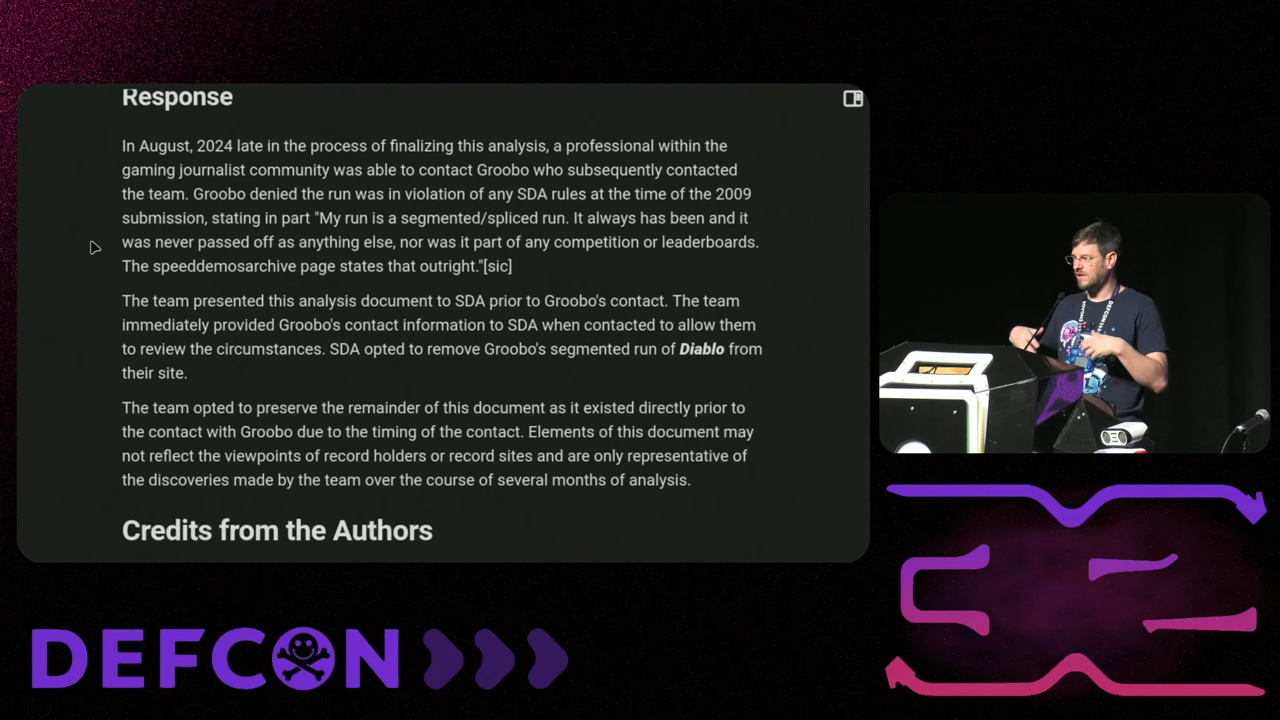 Response
In August, 2024 late in the process of finalizing this analysis, a professional within the
gaming journalist community was able to contact Groobo who subsequently contacted
the team. Groobo denied the run was in violation of any SDA rules at the time of the 2009
submission, stating in part "My run is a segmented/spliced run. It always has been and it
was never passed off as anything else, nor was it part of any competition or leaderboards.
The speeddemosarchive page states that outright."[sic]
The team presented this analysis document to SDA prior to Groobo's contact. The team
immediately provided Groobo's contact information to SDA when contacted to allow them
to review the circumstances. SDA opted to remove Groobo's segmented run of Diablo from
their site.
The team opted to preserve the remainder of this document as it existed directly prior to
the contact with Groobo due to the timing of the contact. Elements of this document may
not reflect the viewpoints of record holders or record sites and are only representative of
the discoveries made by the team over the course of several months of analysis.
Credits from the Authors
DEFCON